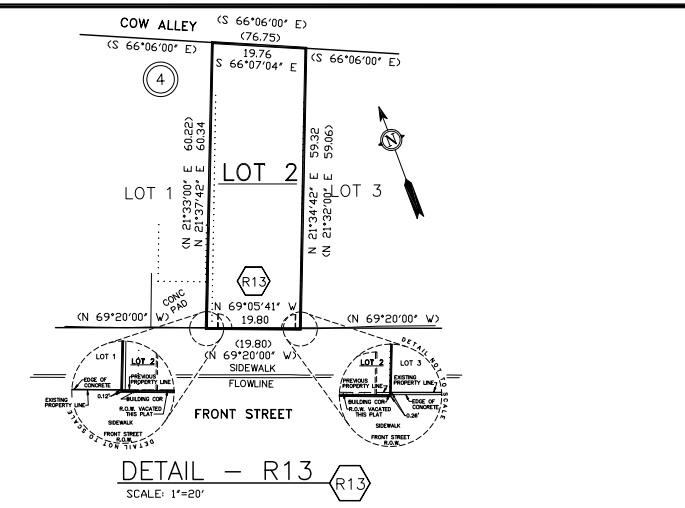 COW ALLEY
(S 66°06'00" E)
(76.75)
(S 66°06'00" E)
19.76
S 66°07'04" E
(S 66°06'00" E)
4
(N 21°33'00" E 60.22)
N 21°37'42" E 60.34
LOT 2
N 21°34'42" E 59.32
(N 21°32'00" E 59.06)
N
LOT 1
LOT 3
R13
CONC
PAD
N 69°05'41" W
19.80
(N 69°20'00" W)
(N 69°20'00" W)
(19.80)
(N 69°20'00" W)
SIDEWALK
FLOWLINE
FRONT STREET
LOT 1
LOT 2
PREVIOUS
PROPERTY LINE
EDGE OF
CONCRETE
EXISTING
PROPERTY LINE
0.12'
BUILDING COR
R.O.W. VACATED
THIS PLAT
SIDEWALK
FRONT STREET
R.O.W.
DETAIL NOT TO SCALE
LOT 2
LOT 3
PREVIOUS
PROPERTY LINE
EXISTING
PROPERTY LINE
BUILDING COR
R.O.W. VACATED
THIS PLAT
EDGE OF
CONCRETE
0.26'
SIDEWALK
FRONT STREET
R.O.W.
DETAIL NOT TO SCALE
DETAIL – R13
R13
SCALE: 1"=20'